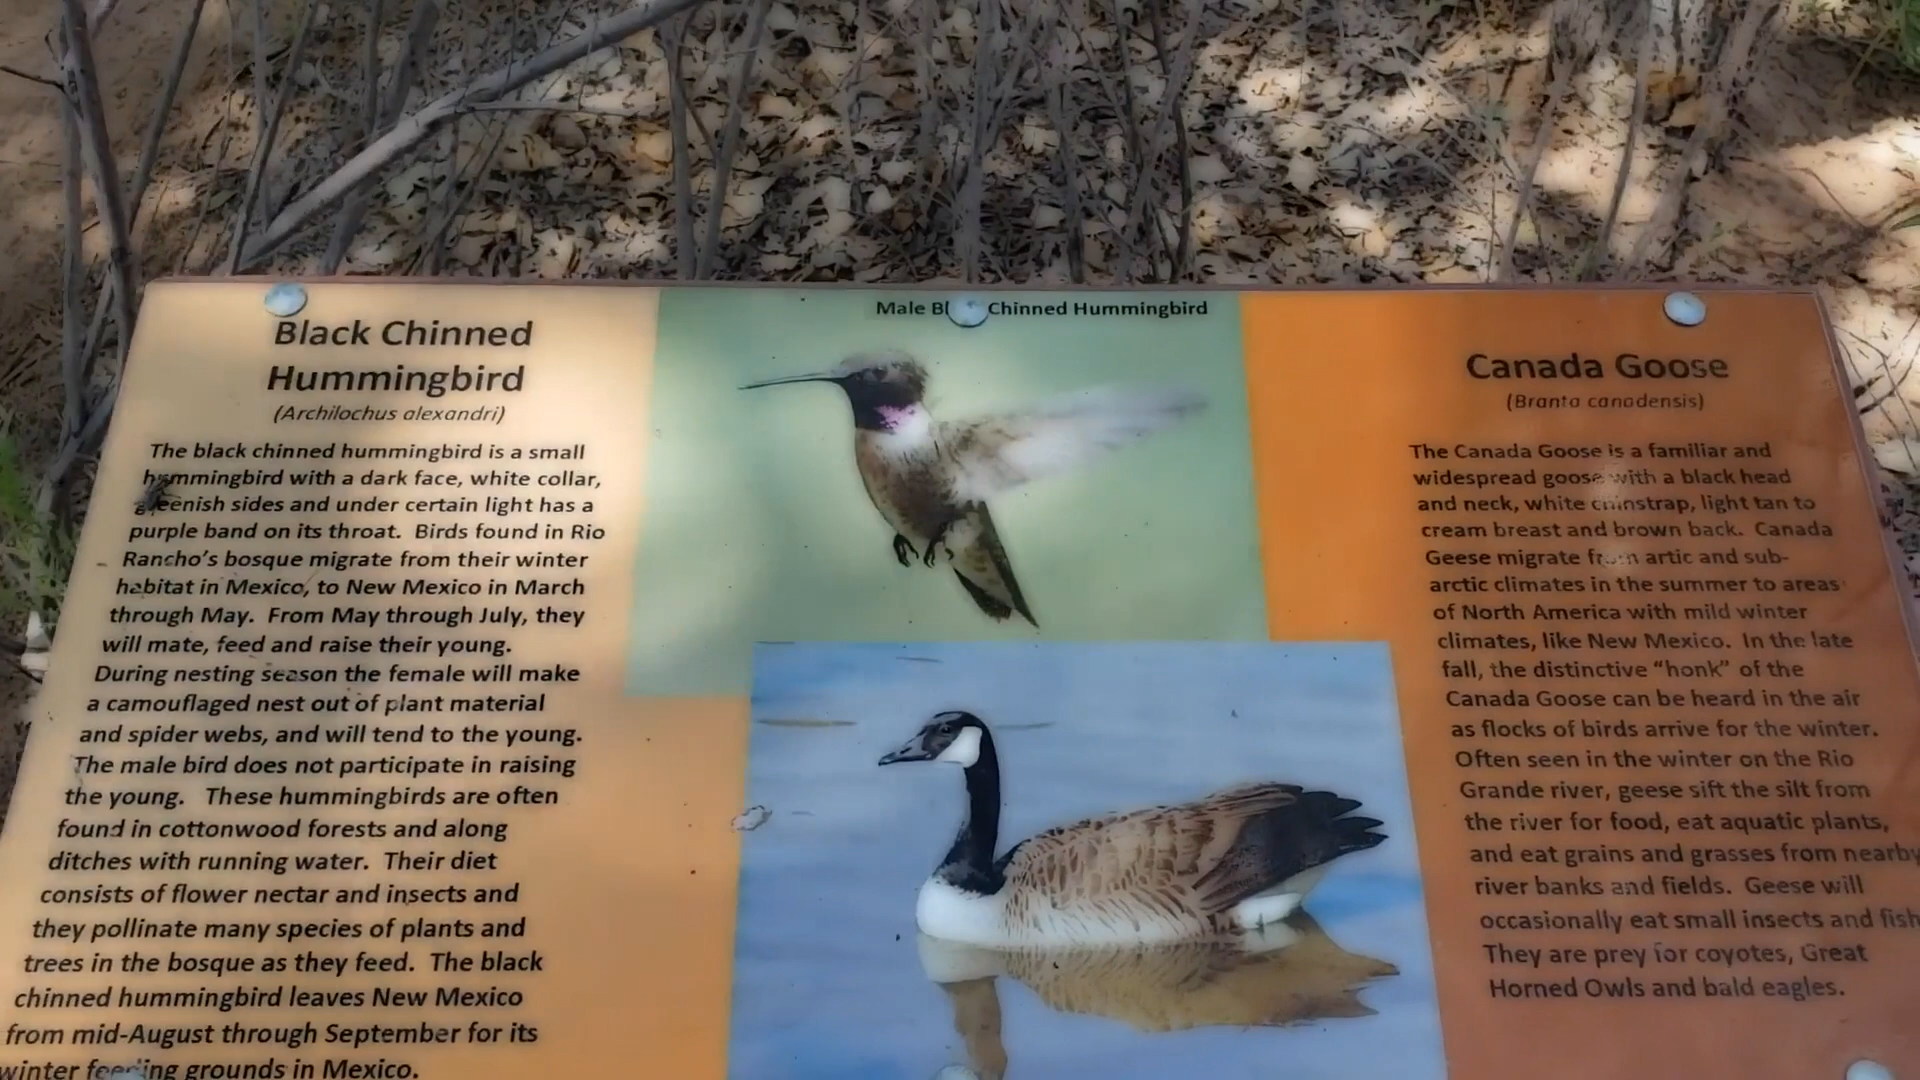 Black Chinned
Hummingbird
(Archilochus alexandri)
The black chinned hummingbird is a small
hummingbird with a dark face, white collar,
greenish sides and under certain light has a
purple band on its throat. Birds found in Rio
Rancho's bosque migrate from their winter
habitat in Mexico, to New Mexico in March
through May. From May through July, they
will mate, feed and raise their young.
During nesting season the female will make
a camouflaged nest out of plant material
and spider webs, and will tend to the young.
The male bird does not participate in raising
the young. These hummingbirds are often
found in cottonwood forests and along
ditches with running water. Their diet
consists of flower nectar and insects and
they pollinate many species of plants and
trees in the bosque as they feed. The black
chinned hummingbird leaves New Mexico
from mid-August through September for its
winter feeding grounds in Mexico.
Male Bl Chinned Hummingbird
Canada Goose
(Branta canadensis)
The Canada Goose is a familiar and
widespread goose with a black head
and neck, white chinstrap, light tan to
cream breast and brown back. Canada
Geese migrate from artic and sub-
arctic climates in the summer to areas
of North America with mild winter
climates, like New Mexico. In the late
fall, the distinctive "honk" of the
Canada Goose can be heard in the air
as flocks of birds arrive for the winter.
Often seen in the winter on the Rio
Grande river, geese sift the silt from
the river for food, eat aquatic plants,
and eat grains and grasses from nearby
river banks and fields. Geese will
occasionally eat small insects and fish
They are prey for coyotes, Great
Horned Owls and bald eagles.